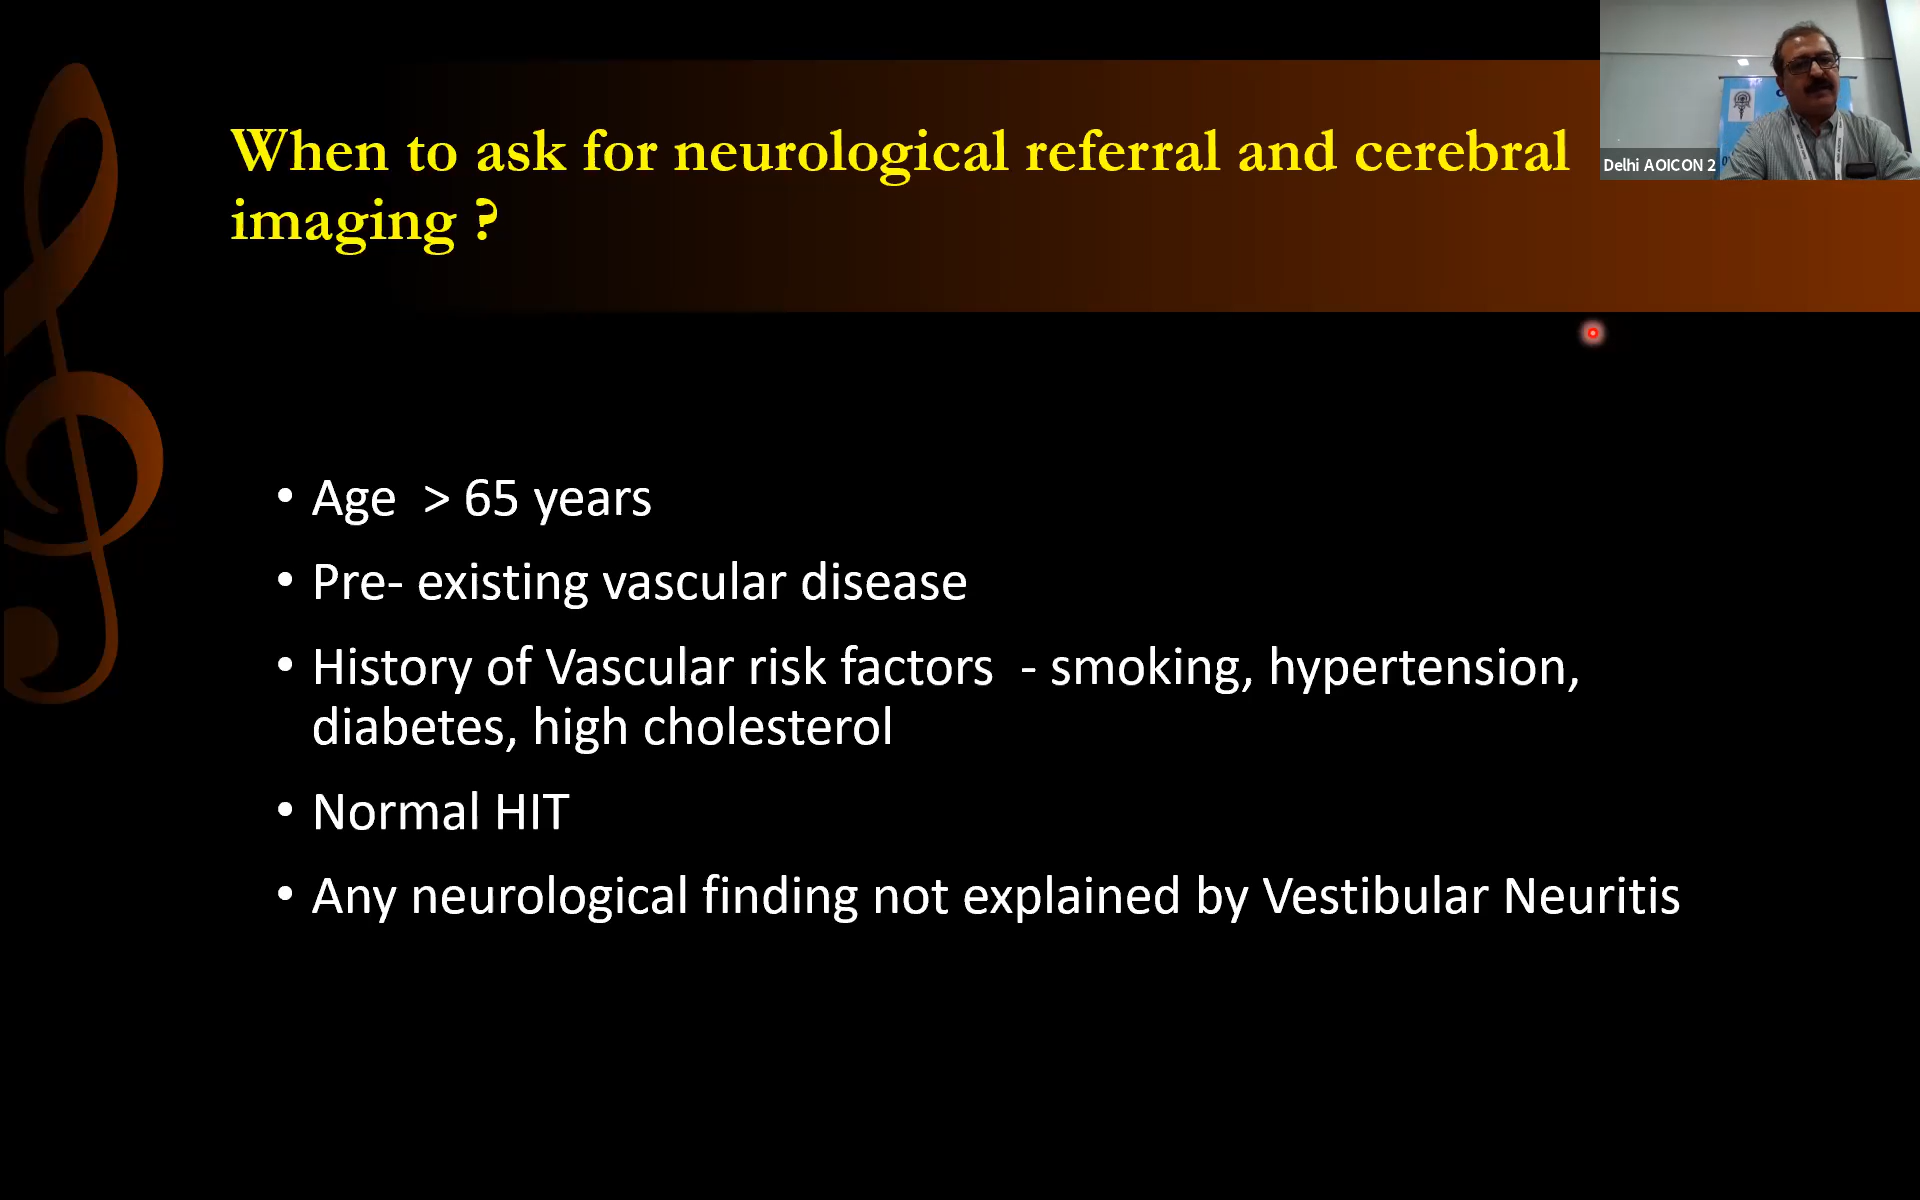 When to ask for neurological referral and cerebral
imaging ?
Delhi AOICON 2
• Age > 65 years
• Pre- existing vascular disease
• History of Vascular risk factors - smoking, hypertension,
diabetes, high cholesterol
• Normal HIT
• Any neurological finding not explained by Vestibular Neuritis